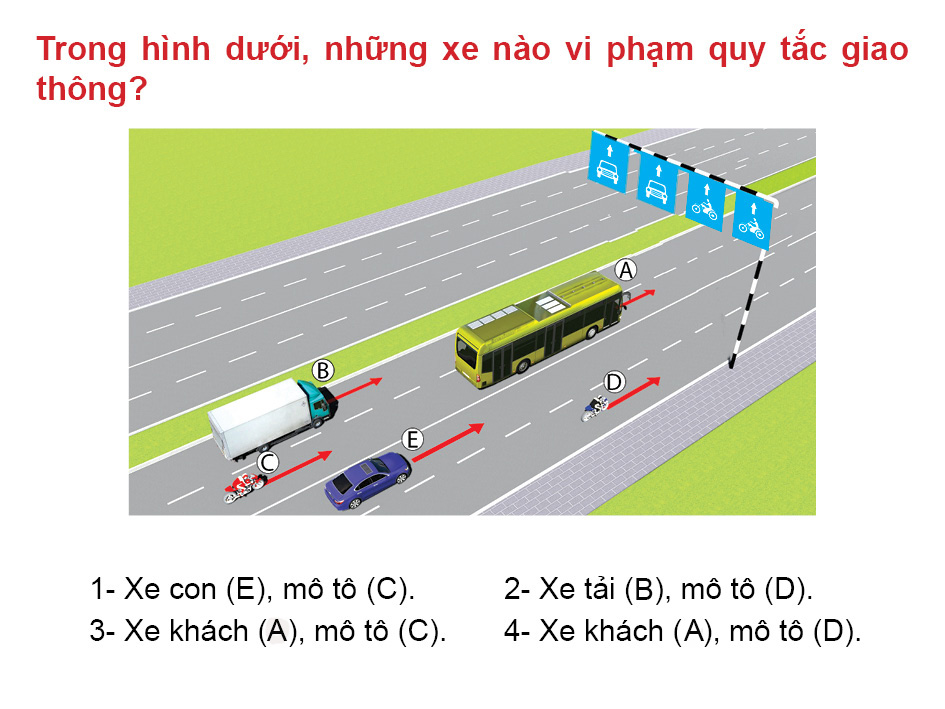 Trong hình dưới, những xe nào vi phạm quy tắc giao
thông?
A
B
D
E
C
1- Xe con (E), mô tô (C).
2- Xe tải (B), mô tô (D).
3- Xe khách (A), mô tô (C).
4- Xe khách (A), mô tô (D).